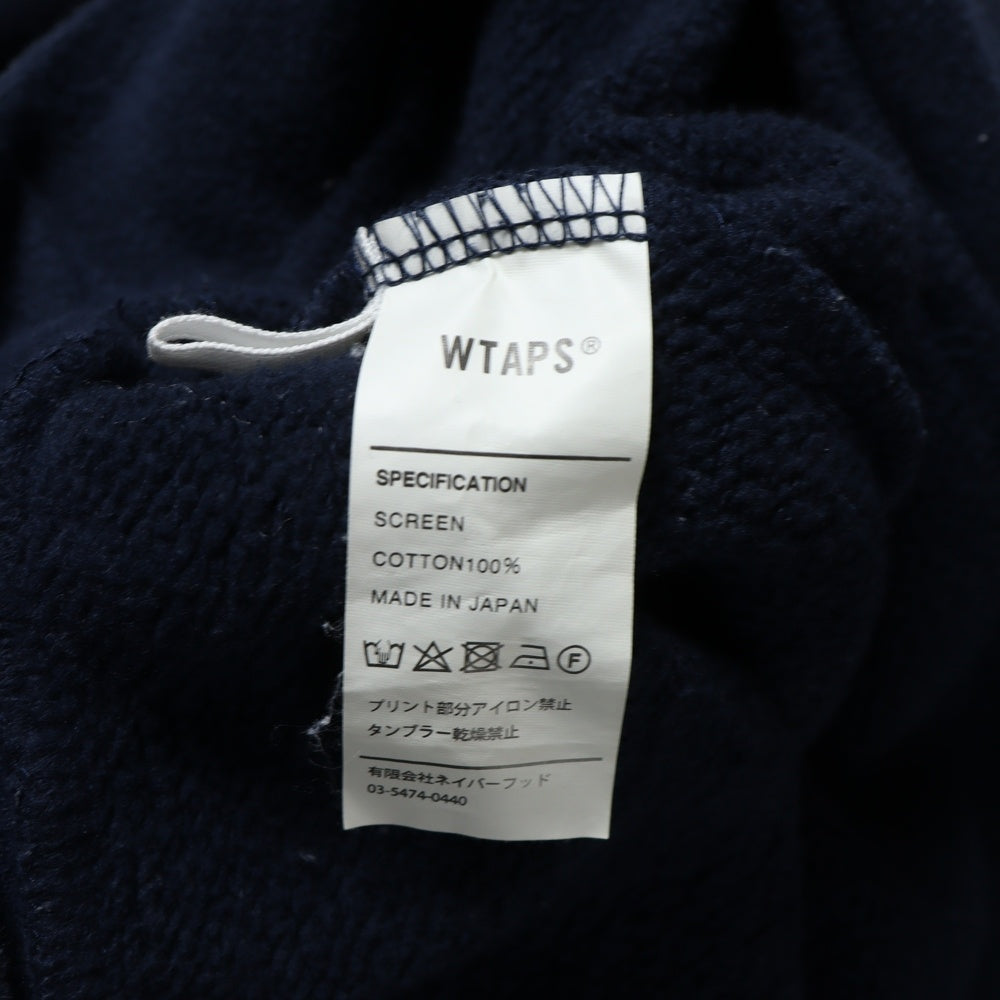 WTAPS®
SPECIFICATION
SCREEN
COTTON100%
MADE IN JAPAN
F
プリント部分アイロン禁止
タンブラー乾燥禁止
有限会社ネイバーフッド
03-5474-0440